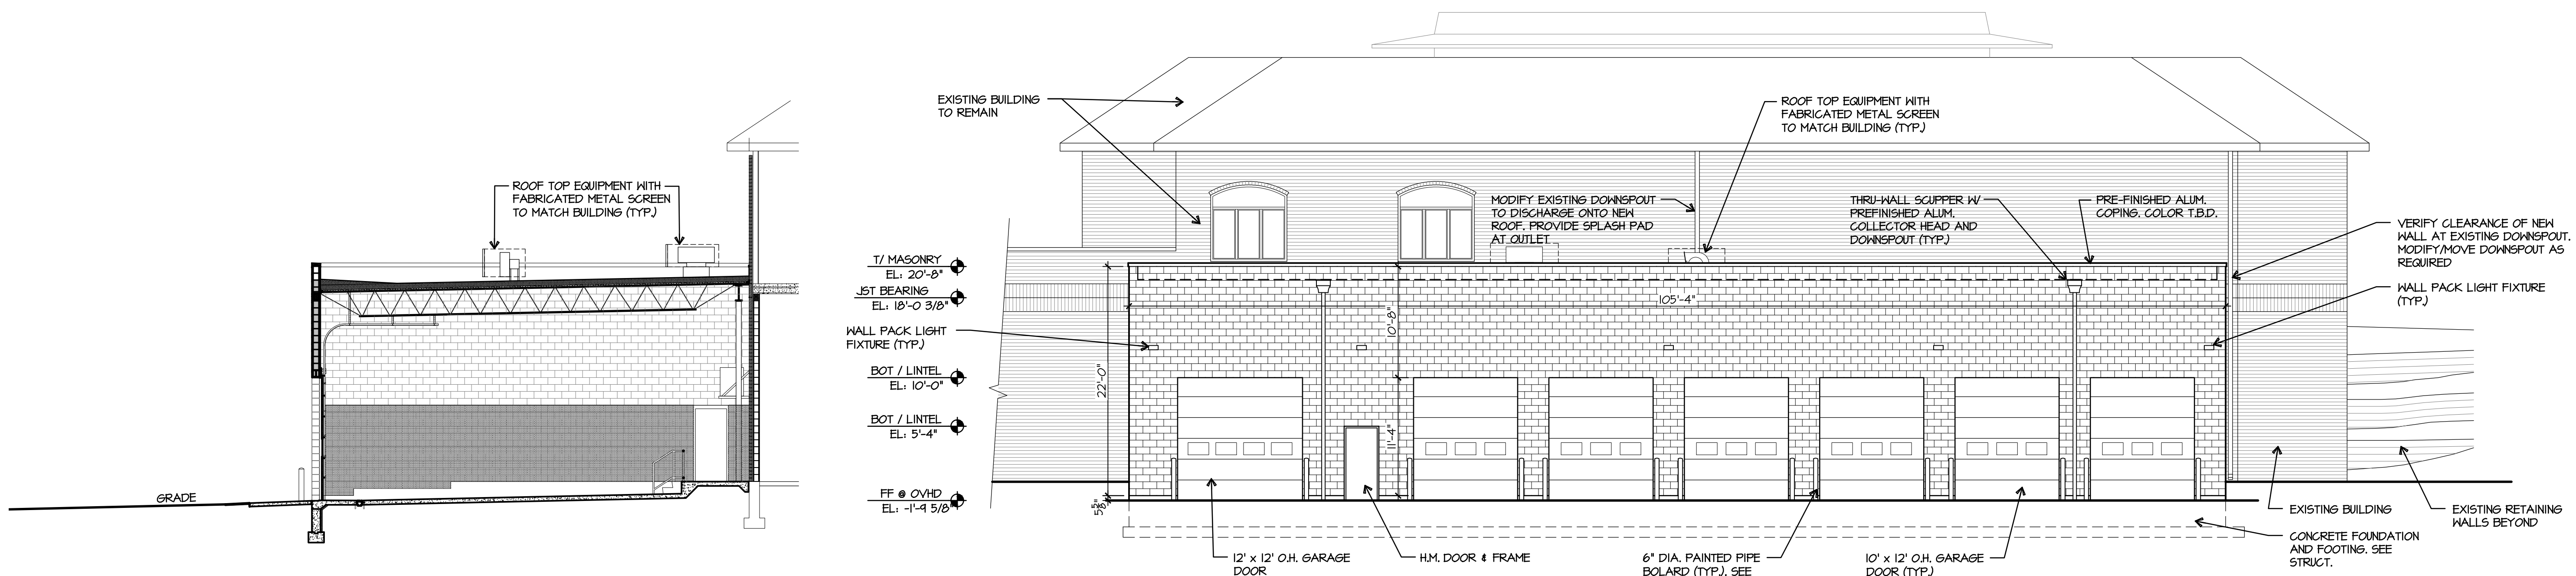 ROOF TOP EQUIPMENT WITH
FABRICATED METAL SCREEN
TO MATCH BUILDING (TYP.)
GRADE
EXISTING BUILDING
TO REMAIN
T/ MASONRY
EL: 20'-8"
JST BEARING
EL: 18'-0 3/8"
WALL PACK LIGHT
FIXTURE (TYP.)
BOT / LINTEL
EL: 10'-0"
BOT / LINTEL
EL: 5'-4"
FF @ OVHD
EL: -1'-9 5/8"
ROOF TOP EQUIPMENT WITH
FABRICATED METAL SCREEN
TO MATCH BUILDING (TYP.)
MODIFY EXISTING DOWNSPOUT
TO DISCHARGE ONTO NEW
ROOF. PROVIDE SPLASH PAD
AT OUTLET
THRU-WALL SCUPPER W/
PREFINISHED ALUM.
COLLECTOR HEAD AND
DOWNSPOUT (TYP.)
PRE-FINISHED ALUM.
COPING. COLOR T.B.D.
VERIFY CLEARANCE OF NEW
WALL AT EXISTING DOWNSPOUT.
MODIFY/MOVE DOWNSPOUT AS
REQUIRED
WALL PACK LIGHT FIXTURE
(TYP.)
105'-4"
10'-8"
22'-0"
11'-4"
12' x 12' O.H. GARAGE
DOOR
H.M. DOOR & FRAME
6" DIA. PAINTED PIPE
BOLARD (TYP.). SEE
10' x 12' O.H. GARAGE
DOOR (TYP.)
EXISTING BUILDING
EXISTING RETAINING
WALLS BEYOND
CONCRETE FOUNDATION
AND FOOTING. SEE
STRUCT.